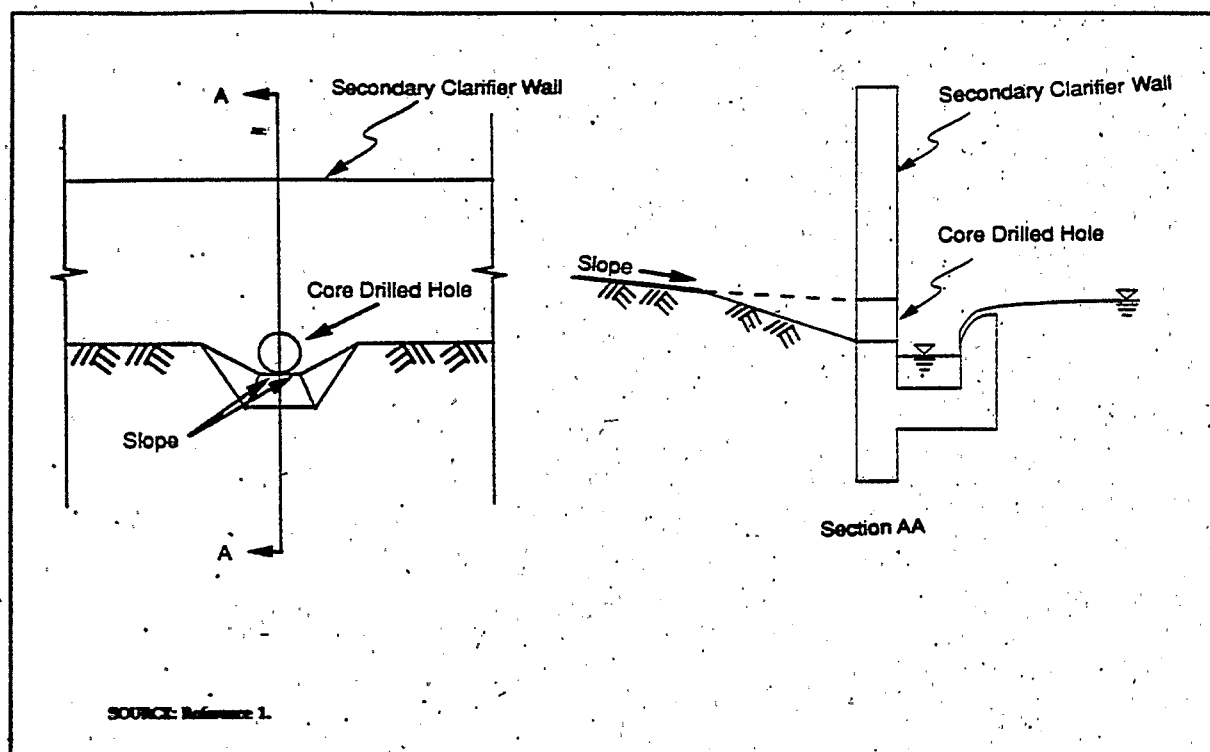 A
Secondary Clarifier Wall
Core Drilled Hole
Slope
A
Secondary Clarifier Wall
Core Drilled Hole
Slope
Section AA
SOURCE: Reference 1.